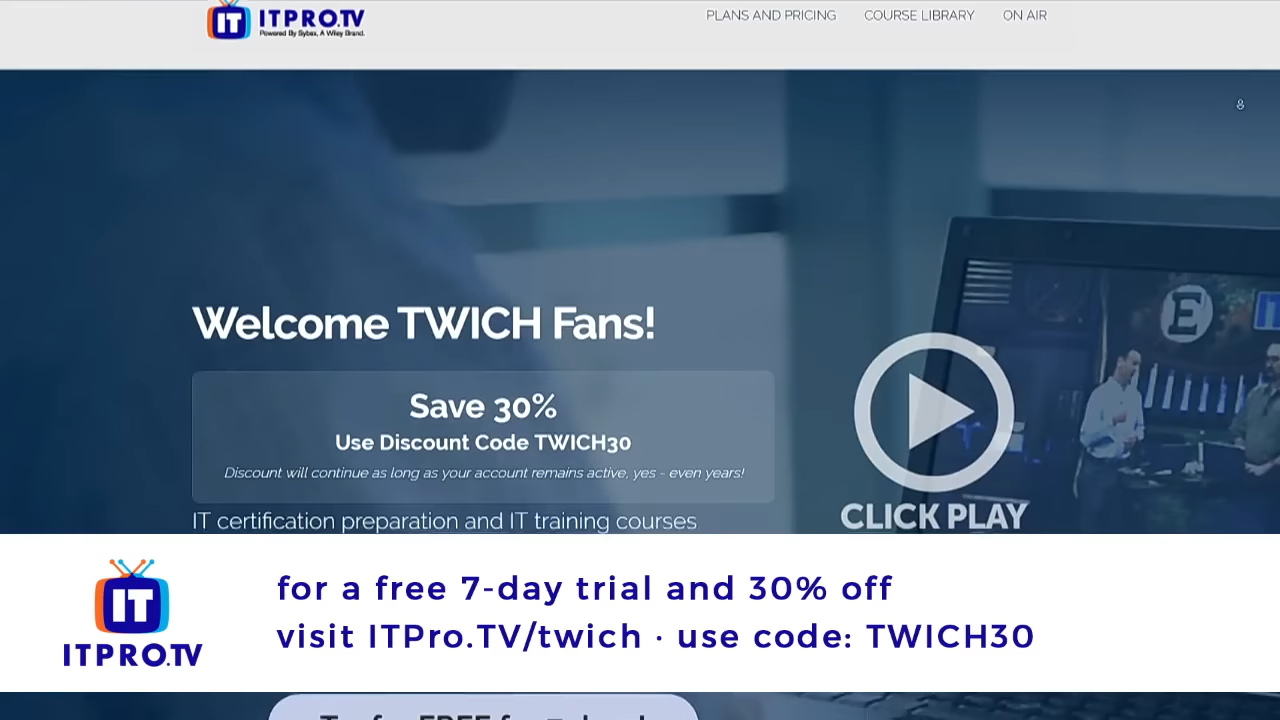 IT
ITPRO.TV
Powered By Sybex, A Wiley Brand.
PLANS AND PRICING
COURSE LIBRARY
ON AIR
Welcome TWICH Fans!
Save 30%
Use Discount Code TWICH30
Discount will continue as long as your account remains active, yes - even years!
IT certification preparation and IT training courses
E
CLICK PLAY
IT
ITPRO.TV
for a free 7-day trial and 30% off
visit ITPro.TV/twich · use code: TWICH30